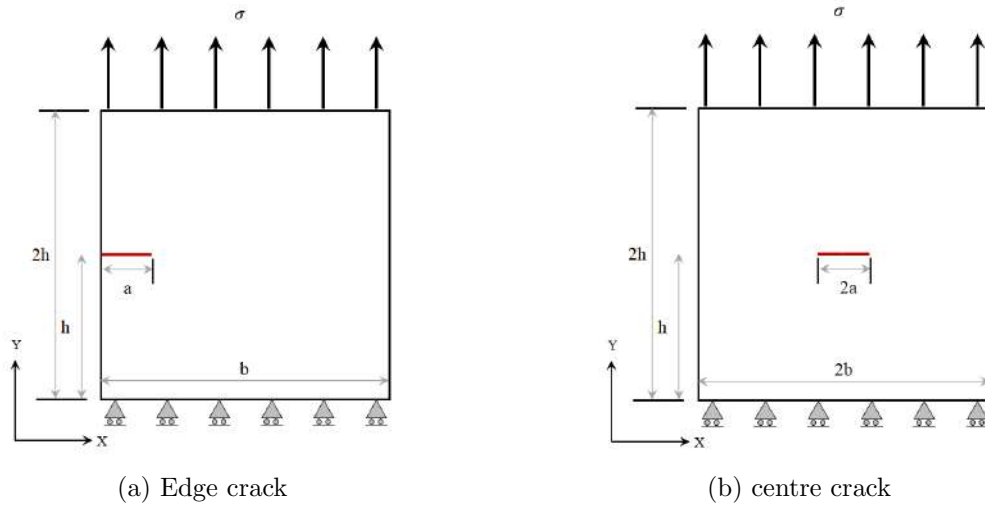 σ
2h
a
h
Y
b
X
(a) Edge crack
σ
2h
2a
h
Y
2b
X
(b) centre crack